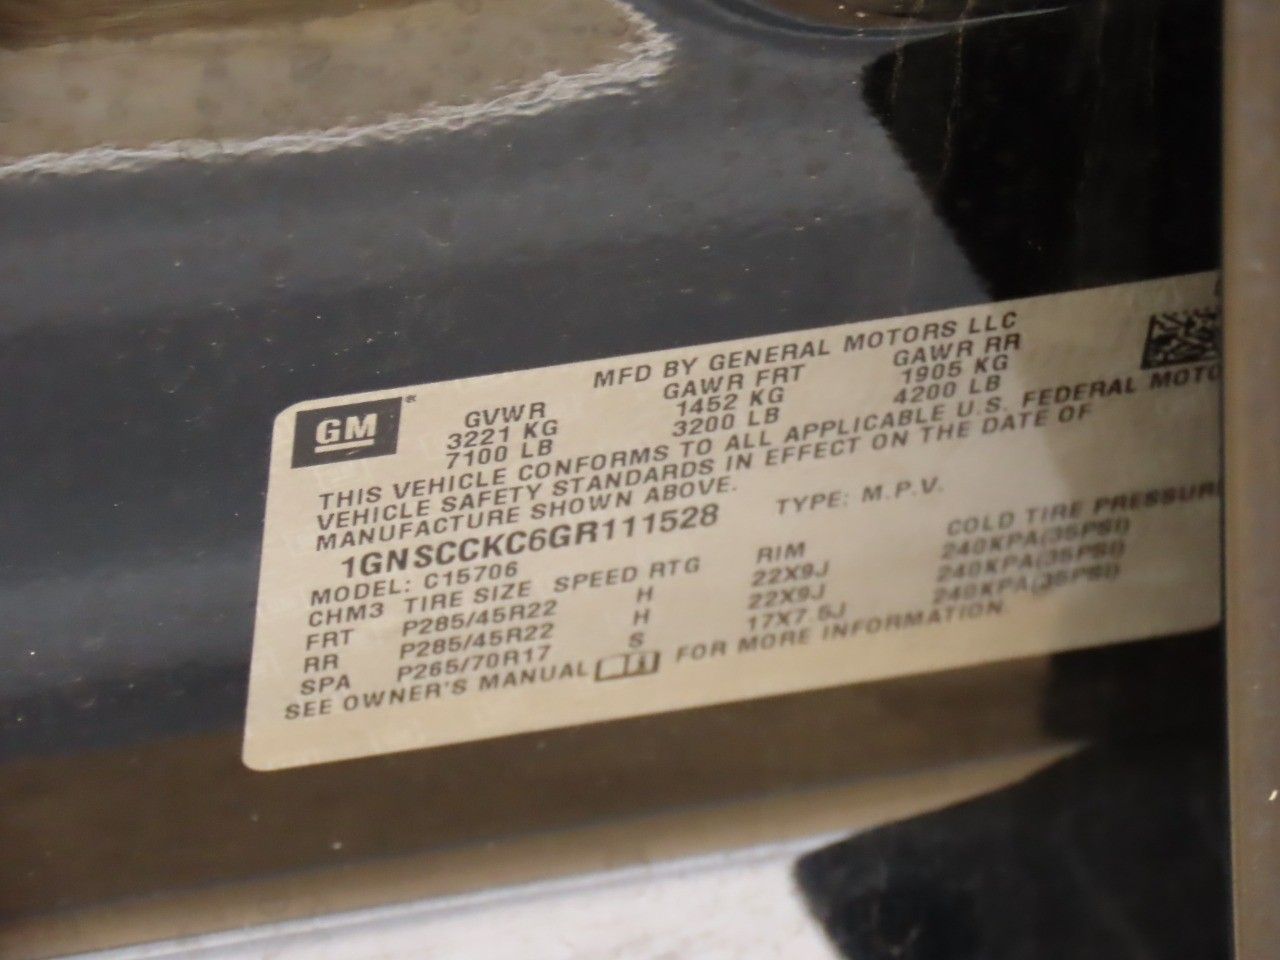 MFD BY GENERAL MOTORS LLC
GM®
GVWR GAWR FRT GAWR RR
3221 KG 1452 KG 1905 KG
7100 LB 3200 LB 4200 LB
THIS VEHICLE CONFORMS TO ALL APPLICABLE U.S. FEDERAL MOTO
VEHICLE SAFETY STANDARDS IN EFFECT ON THE DATE OF
MANUFACTURE SHOWN ABOVE.
1GNSCCKC6GR111528 TYPE: M.P.V.
MODEL: C15706
CHM3 TIRE SIZE SPEED RTG RIM COLD TIRE PRESSUR
FRT P285/45R22 H 22X9J 240KPA(35PSI)
RR P285/45R22 H 22X9J 240KPA(35PSI)
SPA P265/70R17 S 17X7.5J 240KPA(35PSI)
SEE OWNER'S MANUAL FOR MORE INFORMATION.